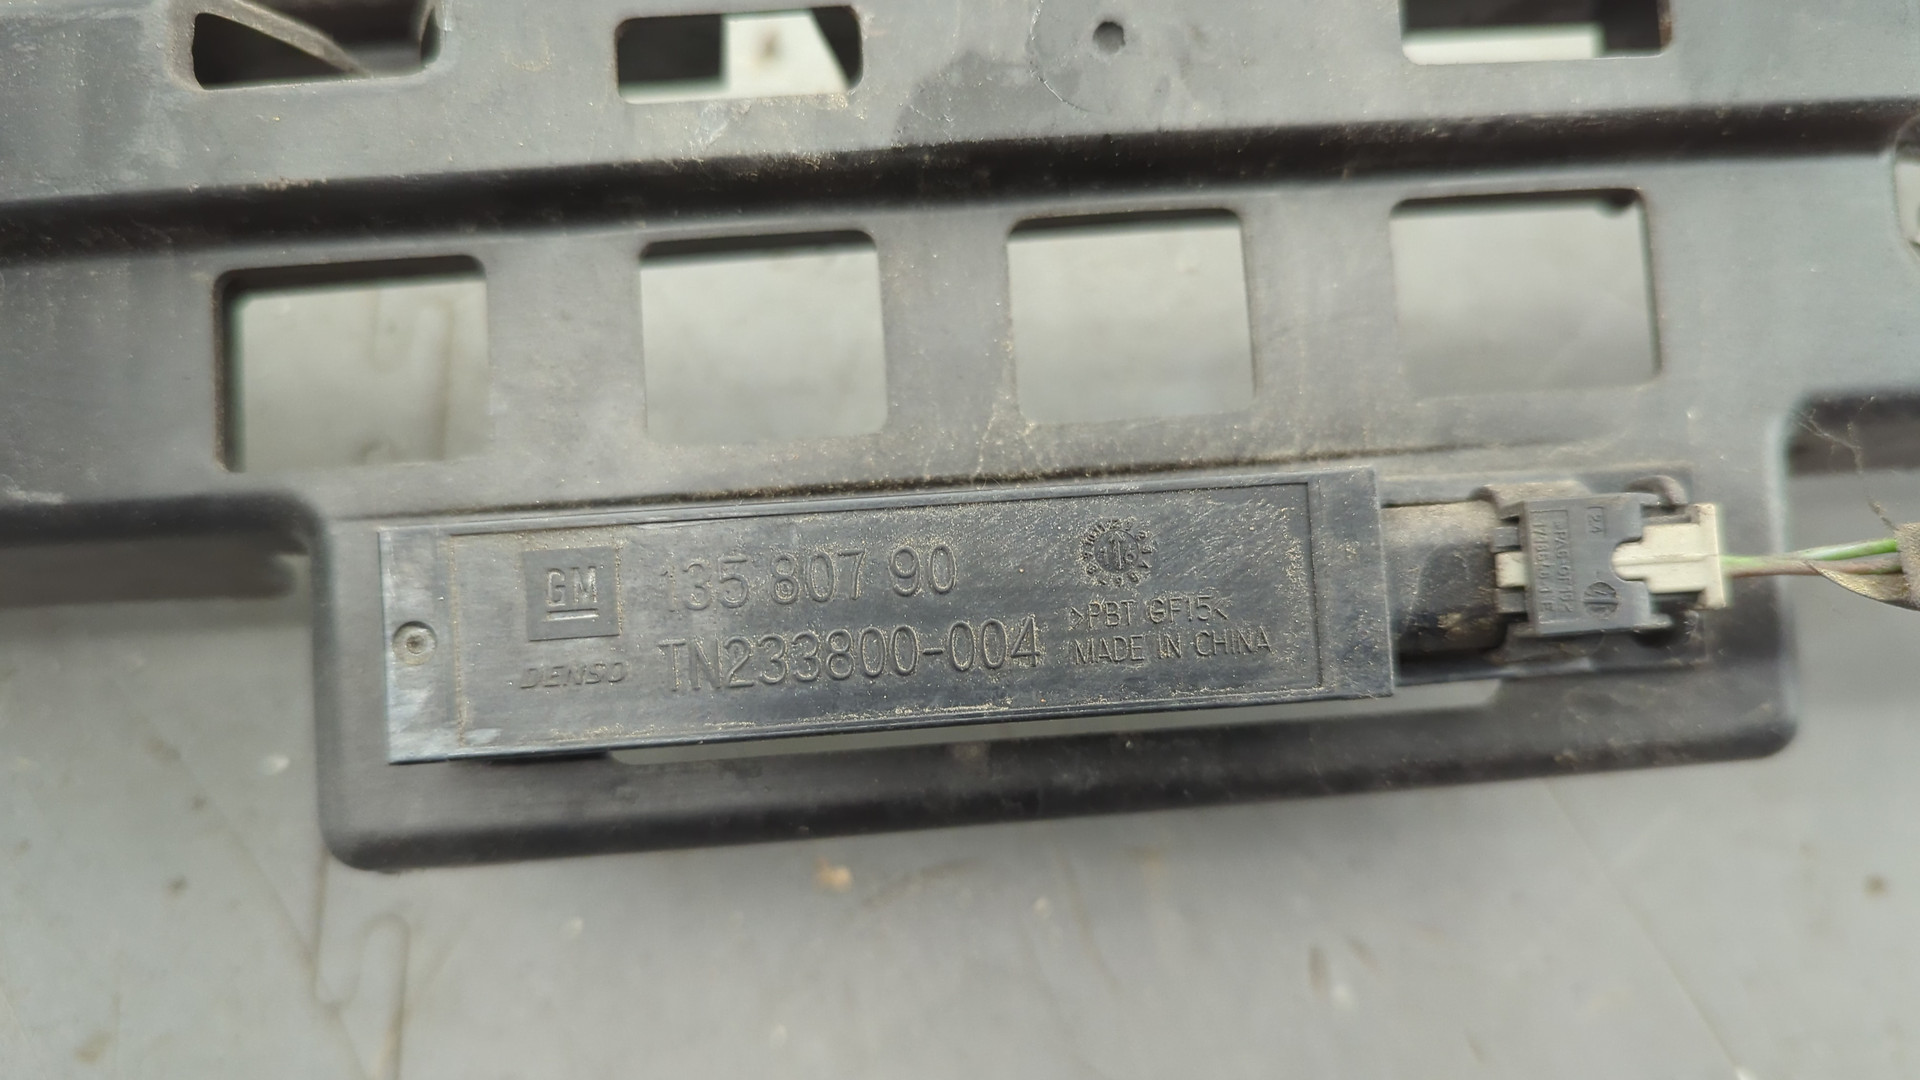 GM
135 807 90
DENSO
TN233800-004
>PBT GF15<
MADE IN CHINA